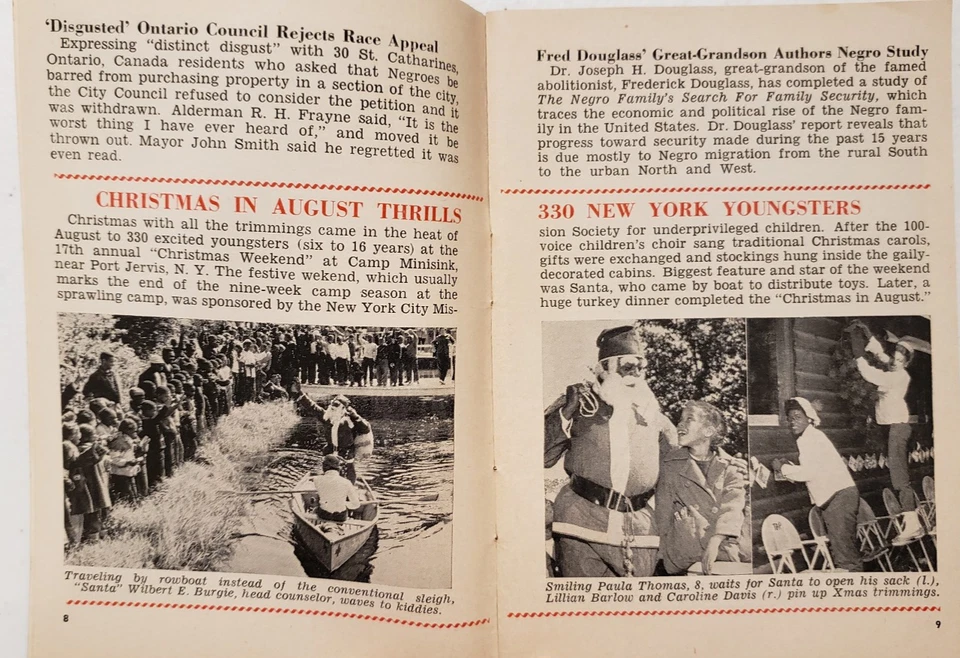 'Disgusted' Ontario Council Rejects Race Appeal
Expressing "distinct disgust" with 30 St. Catharines,
Ontario, Canada residents who asked that Negroes be
barred from purchasing property in a section of the city,
the City Council refused to consider the petition and it
was withdrawn. Alderman R. H. Frayne said, "It is the
worst thing I have ever heard of," and moved it be
thrown out. Mayor John Smith said he regretted it was
even read.
CHRISTMAS IN AUGUST THRILLS
Christmas with all the trimmings came in the heat of
August to 330 excited youngsters (six to 16 years) at the
17th annual "Christmas Weekend" at Camp Minisink,
near Port Jervis, N. Y. The festive wekend, which usually
marks the end of the nine-week camp season at the
sprawling camp, was sponsored by the New York City Mis-
Traveling by rowboat instead of the conventional sleigh,
"Santa" Wilbert E. Burgie, head counselor, waves to kiddies.
8
Fred Douglass' Great-Grandson Authors Negro Study
Dr. Joseph H. Douglass, great-grandson of the famed
abolitionist, Frederick Douglass, has completed a study of
The Negro Family's Search For Family Security, which
traces the economic and political rise of the Negro fam-
ily in the United States. Dr. Douglass' report reveals that
progress toward security made during the past 15 years
is due mostly to Negro migration from the rural South
to the urban North and West.
330 NEW YORK YOUNGSTERS
sion Society for underprivileged children. After the 100-
voice children's choir sang traditional Christmas carols,
gifts were exchanged and stockings hung inside the gaily-
decorated cabins. Biggest feature and star of the weekend
was Santa, who came by boat to distribute toys. Later, a
huge turkey dinner completed the "Christmas in August."
Smiling Paula Thomas, 8, waits for Santa to open his sack (l.),
Lillian Barlow and Caroline Davis (r.) pin up Xmas trimmings.
9